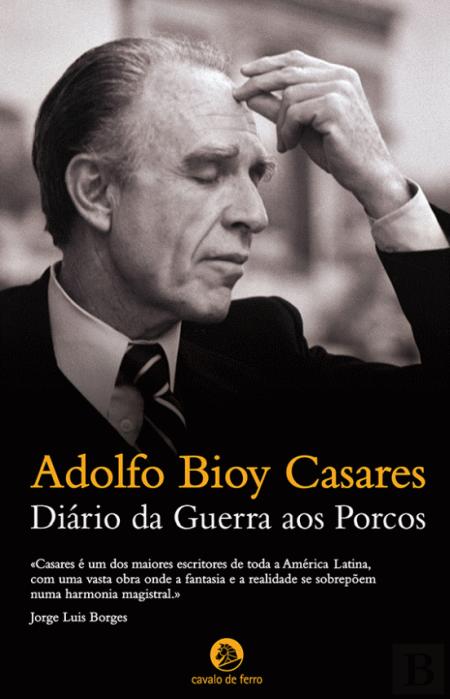 Adolfo Bioy Casares
Diário da Guerra aos Porcos
«Casares é um dos maiores escritores de toda a América Latina,
com uma vasta obra onde a fantasia e a realidade se sobrepõem
numa harmonia magistral.»
Jorge Luis Borges
cavalo de ferro
B